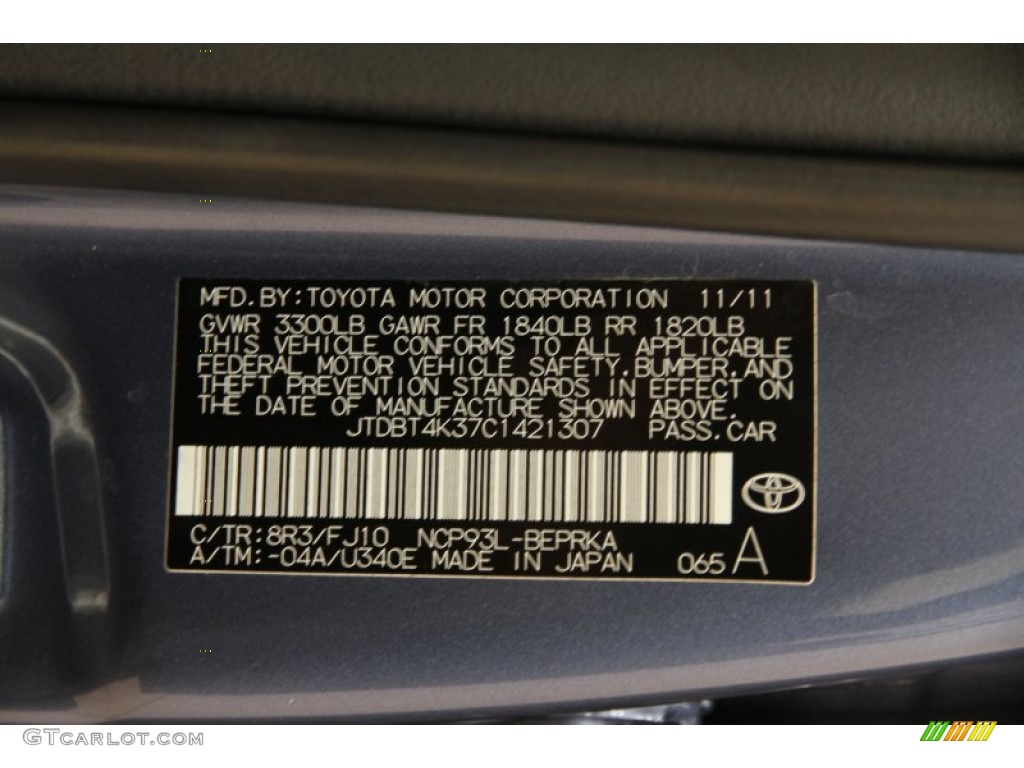 MFD.BY:TOYOTA MOTOR CORPORATION 11/11
GVWR 3300LB GAWR FR 1840LB RR 1820LB
THIS VEHICLE CONFORMS TO ALL APPLICABLE
FEDERAL MOTOR VEHICLE SAFETY,BUMPER,AND
THEFT PREVENTION STANDARDS IN EFFECT ON
THE DATE OF MANUFACTURE SHOWN ABOVE.
JTDBT4K37C1421307 PASS.CAR
C/TR:8R3/FJ10 NCP93L-BEPRKA
A/TM:-04A/U340E MADE IN JAPAN 065 A
GTCarLot.com